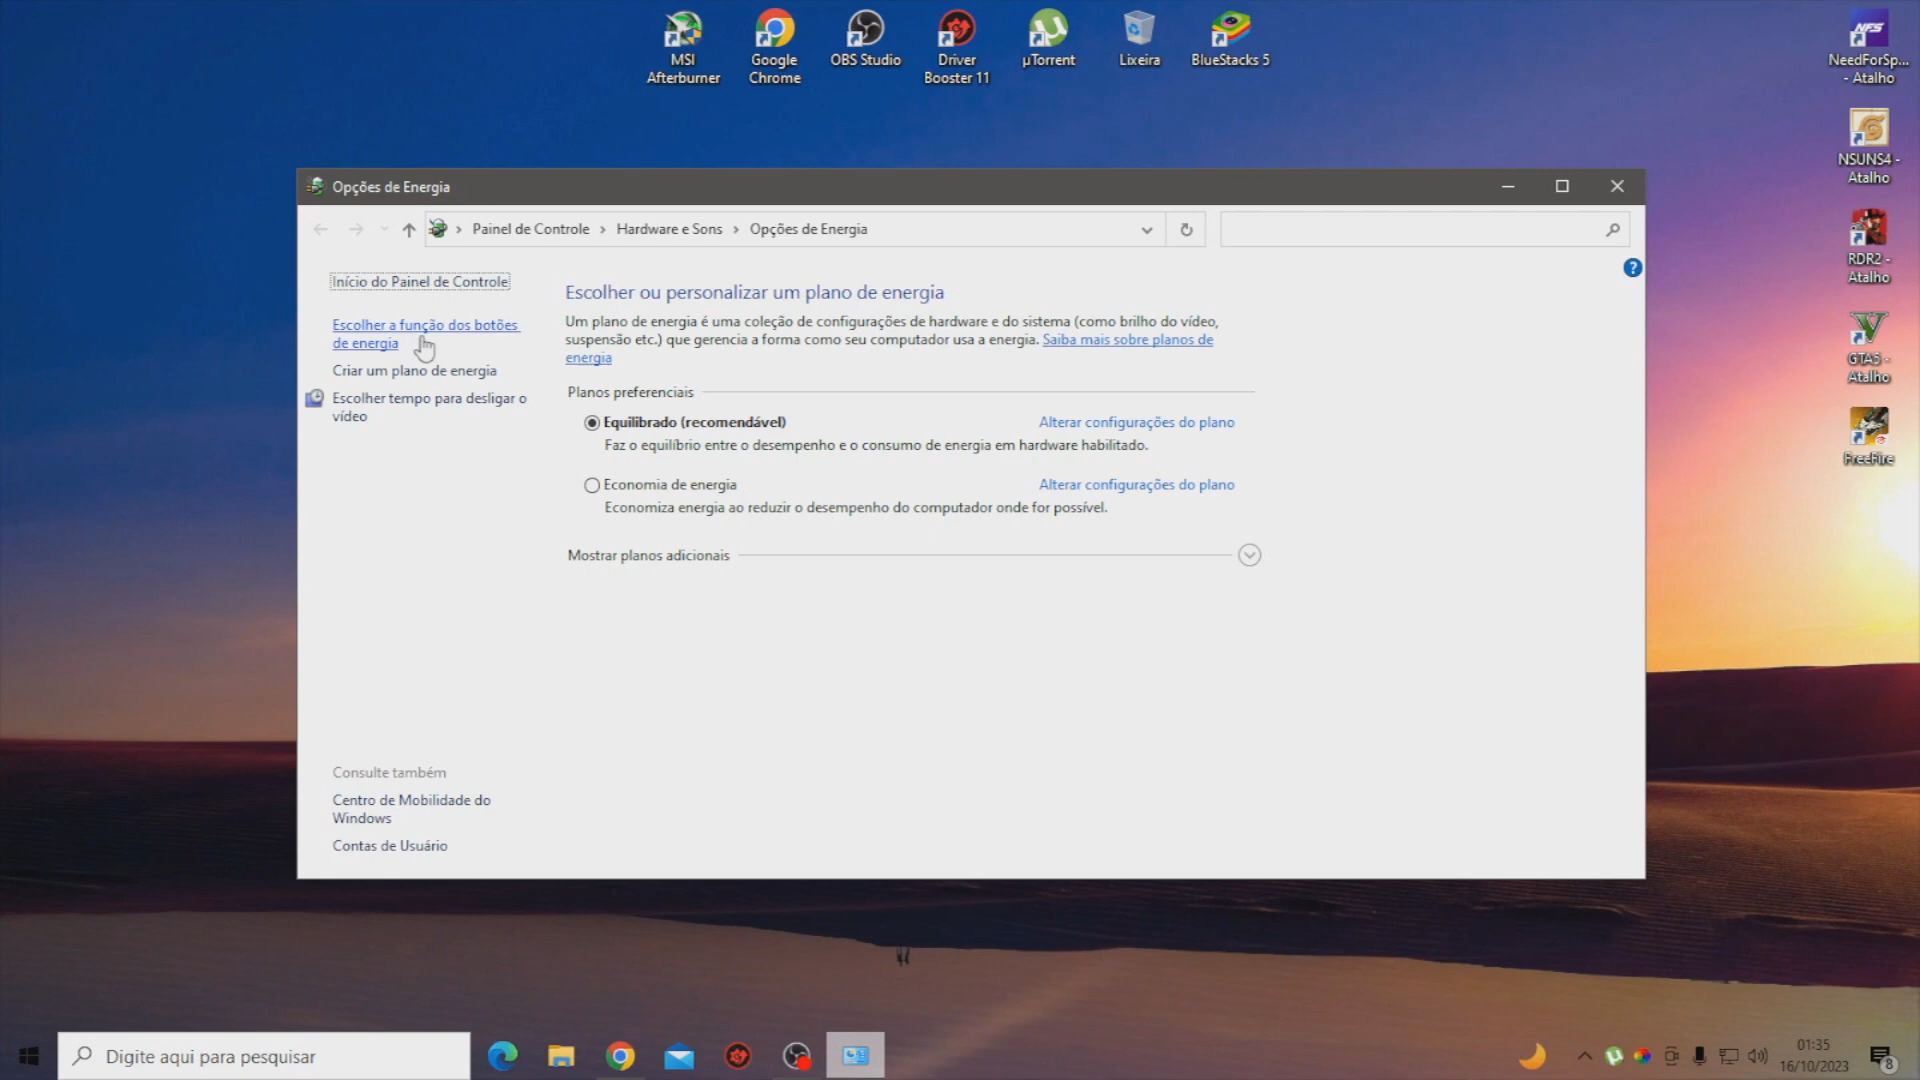 MSI
Afterburner
Google
Chrome
OBS Studio
Driver
Booster 11
µTorrent
Lixeira
BlueStacks 5
NFS
NeedForSp...
- Atalho
NSUNS4 -
Atalho
RDR2 -
Atalho
GTA5 -
Atalho
FreeFire
Opções de Energia
Painel de Controle
Hardware e Sons
Opções de Energia
Início do Painel de Controle
Escolher a função dos botões
de energia
Criar um plano de energia
Escolher tempo para desligar o
vídeo
Escolher ou personalizar um plano de energia
Um plano de energia é uma coleção de configurações de hardware e do sistema (como brilho do vídeo,
suspensão etc.) que gerencia a forma como seu computador usa a energia. Saiba mais sobre planos de
energia
Planos preferenciais
Equilibrado (recomendável)
Alterar configurações do plano
Faz o equilíbrio entre o desempenho e o consumo de energia em hardware habilitado.
Economia de energia
Alterar configurações do plano
Economiza energia ao reduzir o desempenho do computador onde for possível.
Mostrar planos adicionais
Consulte também
Centro de Mobilidade do
Windows
Contas de Usuário
Digite aqui para pesquisar
01:35
16/10/2023
8